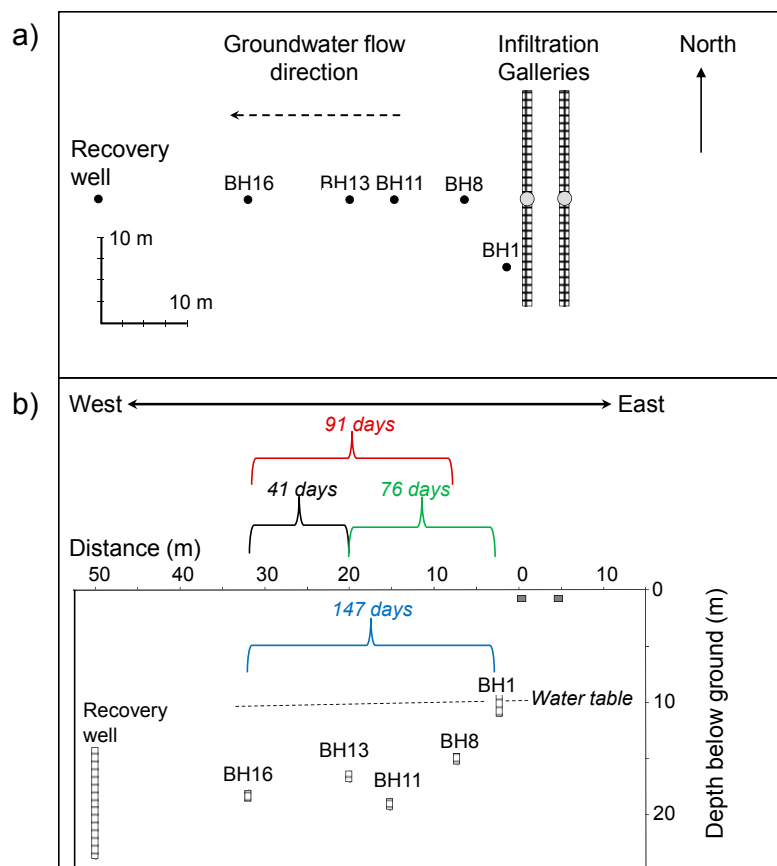 a)
Groundwater flow
direction
Infiltration
Galleries
North
Recovery
well
BH16
BH13
BH11
BH8
BH1
10 m
10 m
b)
West
East
91 days
41 days
76 days
Distance (m)
50
40
30
20
10
0
10
0
147 days
BH1
Water table
10
Recovery
well
BH8
BH13
BH16
BH11
20
Depth below ground (m)